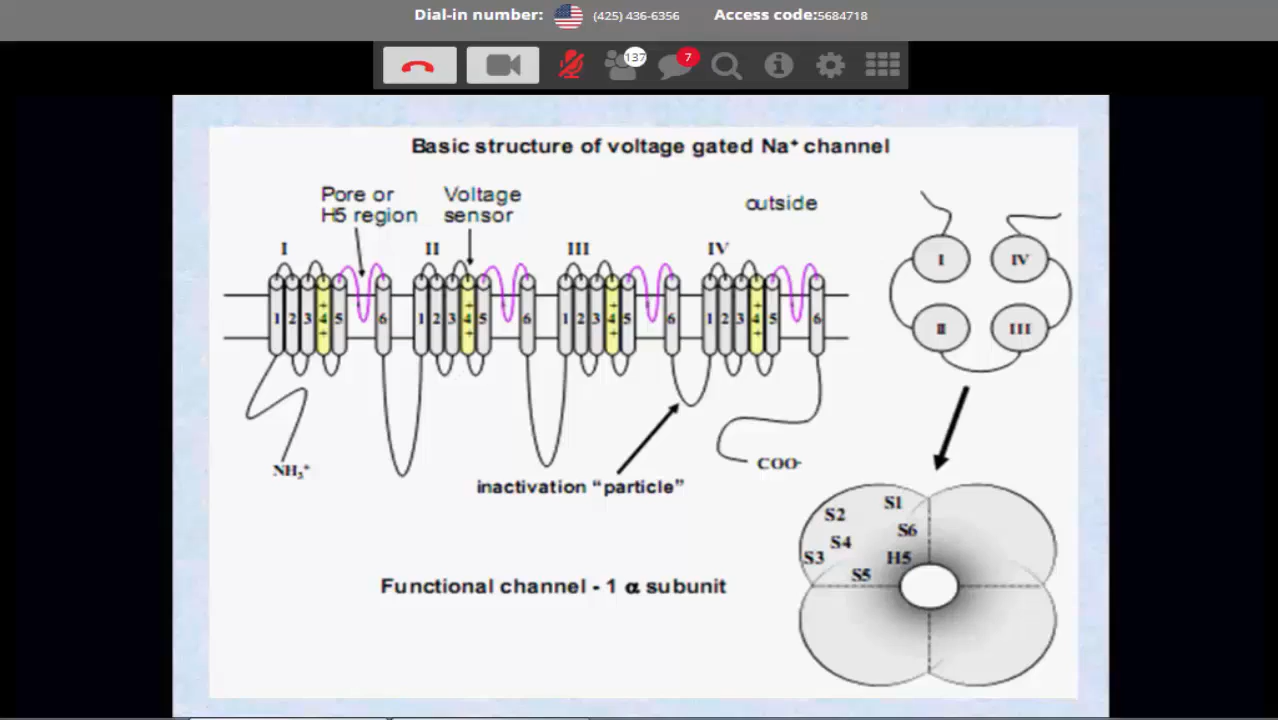 Dial-in number: (425) 436-6356 Access code:5684718
137
7
Basic structure of voltage gated Na⁺ channel
Pore or
H5 region
Voltage
sensor
outside
I II III IV
1 2 3 4 5 6 1 2 3 4 5 6 1 2 3 4 5 6 1 2 3 4 5 6
+ + + +
+ + + +
NH₃⁺
COO-
inactivation “particle”
Functional channel - 1 α subunit
I IV
II III
S1
S2
S6
S4
S3
H5
S5